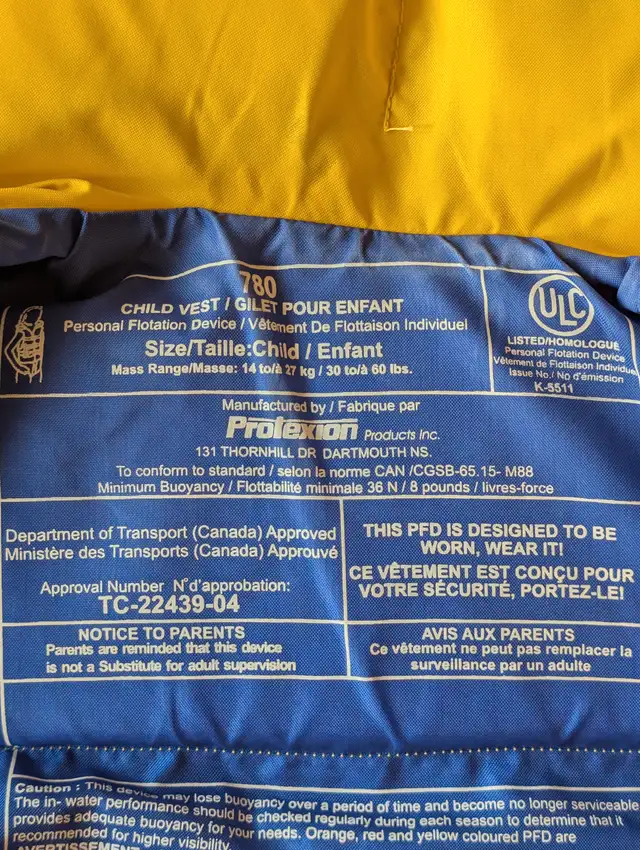 780
CHILD VEST / GILET POUR ENFANT
Personal Flotation Device / Vêtement De Flottaison Individuel
Size/Taille:Child / Enfant
Mass Range/Masse: 14 to/à 27 kg / 30 to/à 60 lbs.
ULC
LISTED/HOMOLOGUE
Personal Flotation Device
Vêtement de Flottaison Individuel
Issue No./ No d'émission
K-5511
Manufactured by / Fabrique par
Protexion Products Inc.
131 THORNHILL DR DARTMOUTH NS.
To conform to standard / selon la norme CAN /CGSB-65.15- M88
Minimum Buoyancy / Flottabilité minimale 36 N / 8 pounds / livres-force
Department of Transport (Canada) Approved
Ministère des Transports (Canada) Approuvé
Approval Number N°d'approbation:
TC-22439-04
THIS PFD IS DESIGNED TO BE
WORN, WEAR IT!
CE VÊTEMENT EST CONÇU POUR
VOTRE SÉCURITÉ, PORTEZ-LE!
NOTICE TO PARENTS
Parents are reminded that this device
is not a Substitute for adult supervision
AVIS AUX PARENTS
Ce vêtement ne peut pas remplacer la
surveillance par un adulte
Caution : This device may lose buoyancy over a period of time and become no longer serviceable
The in- water performance should be checked regularly during each season to determine that it
provides adequate buoyancy for your needs. Orange, red and yellow coloured PFD are
recommended for higher visibility.
AVERTISSEMENT